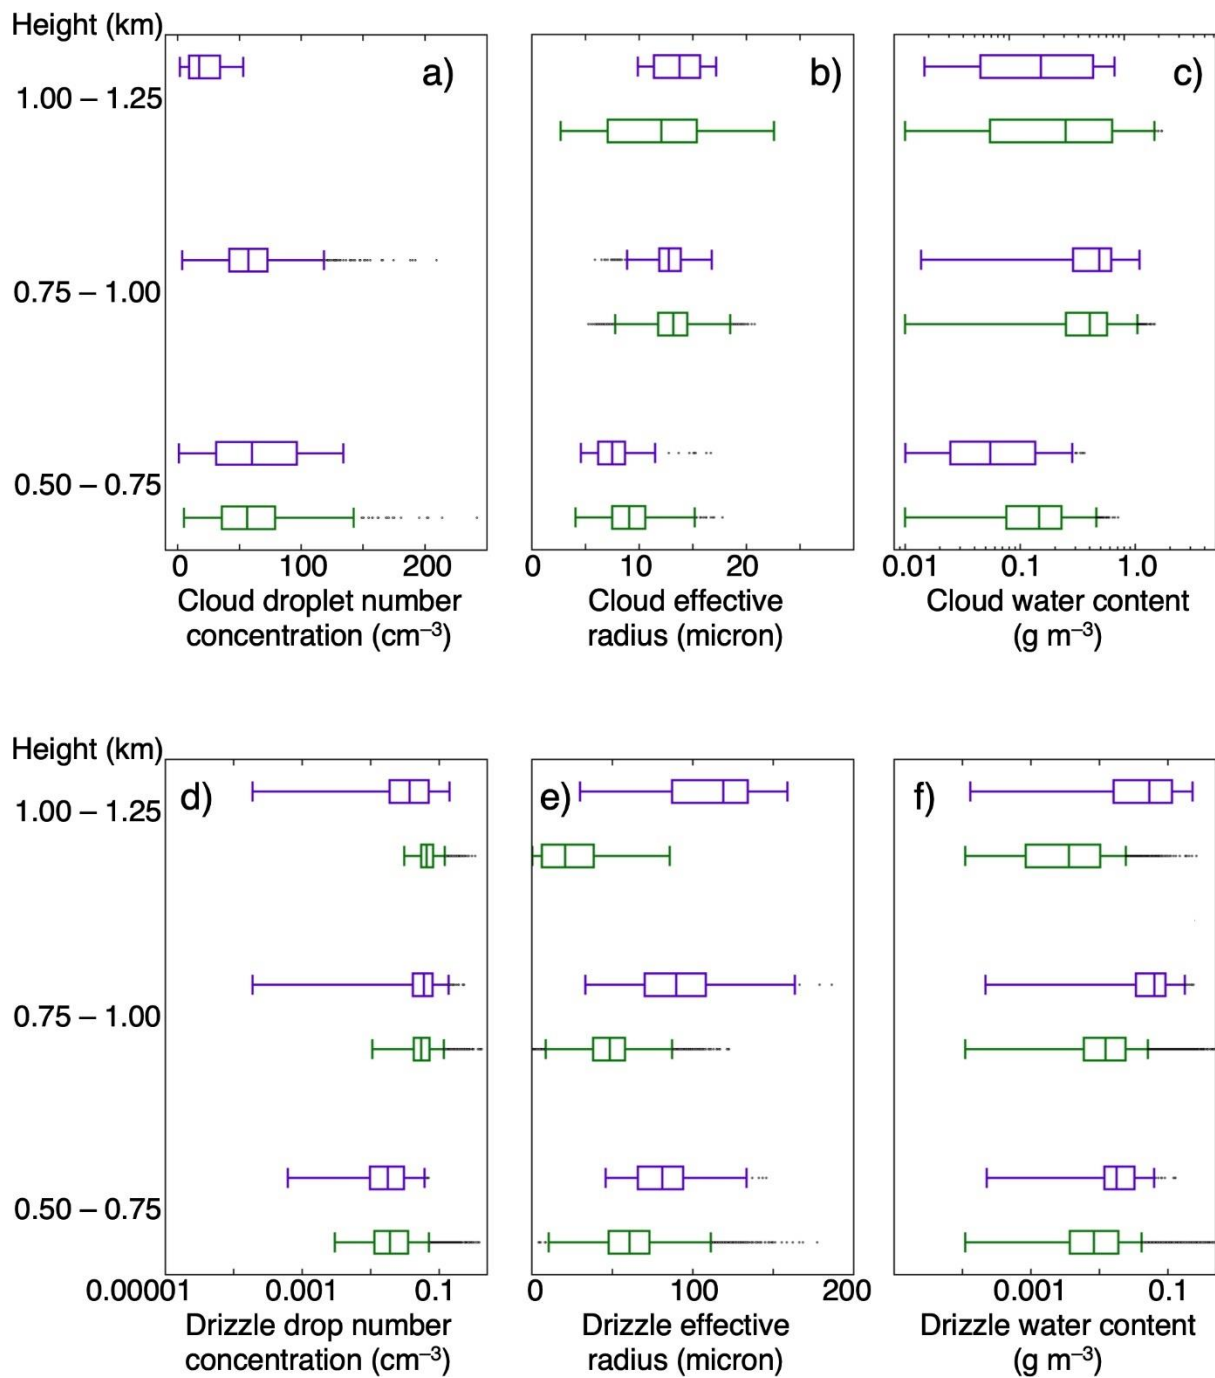 Height (km)
a)
b)
c)
1.00 – 1.25
0.75 – 1.00
0.50 – 0.75
0 100 200
0 10 20
0.01 0.1 1.0
Cloud droplet number
concentration (cm⁻³)
Cloud effective
radius (micron)
Cloud water content
(g m⁻³)
Height (km)
d)
e)
f)
1.00 – 1.25
0.75 – 1.00
0.50 – 0.75
0.00001 0.001 0.1
0 100 200
0.001 0.1
Drizzle drop number
concentration (cm⁻³)
Drizzle effective
radius (micron)
Drizzle water content
(g m⁻³)